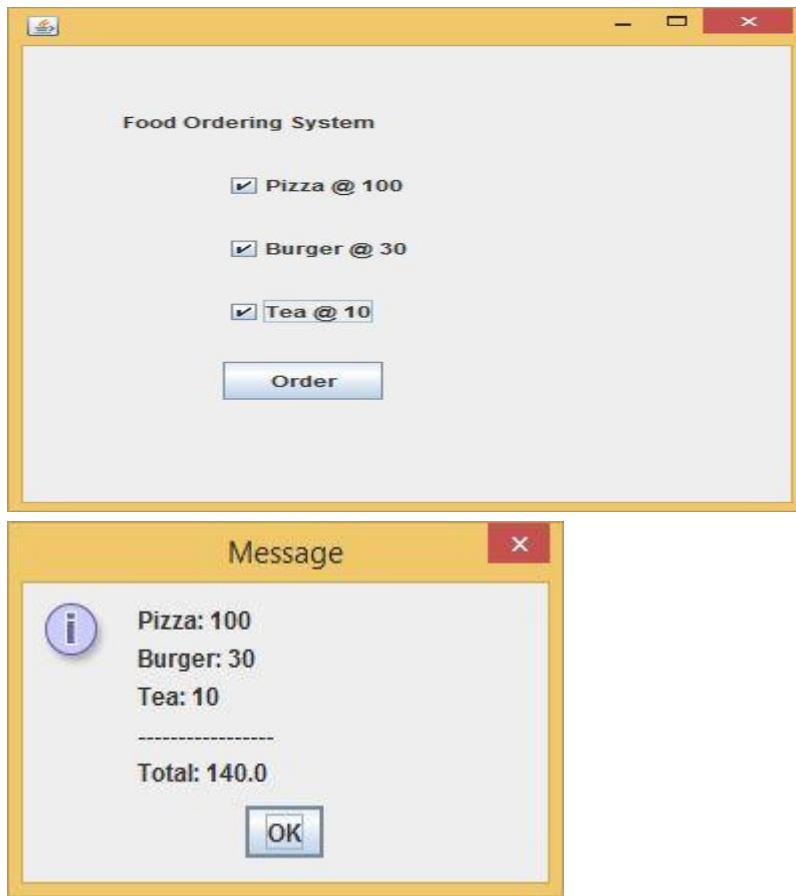 Food Ordering System
Pizza @ 100
Burger @ 30
Tea @ 10
Order
Message
Pizza: 100
Burger: 30
Tea: 10
-----------------
Total: 140.0
OK